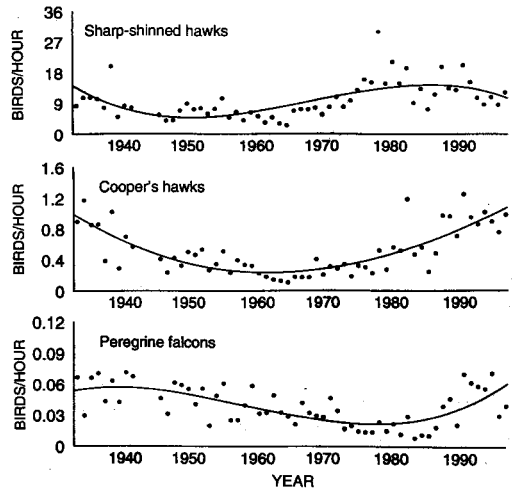 36
27
18
9
0
BIRDS/HOUR
Sharp-shinned hawks
1940 1950 1960 1970 1980 1990
1.6
1.2
0.8
0.4
0
BIRDS/HOUR
Cooper's hawks
1940 1950 1960 1970 1980 1990
0.12
0.09
0.06
0.03
0
BIRDS/HOUR
Peregrine falcons
1940 1950 1960 1970 1980 1990
YEAR